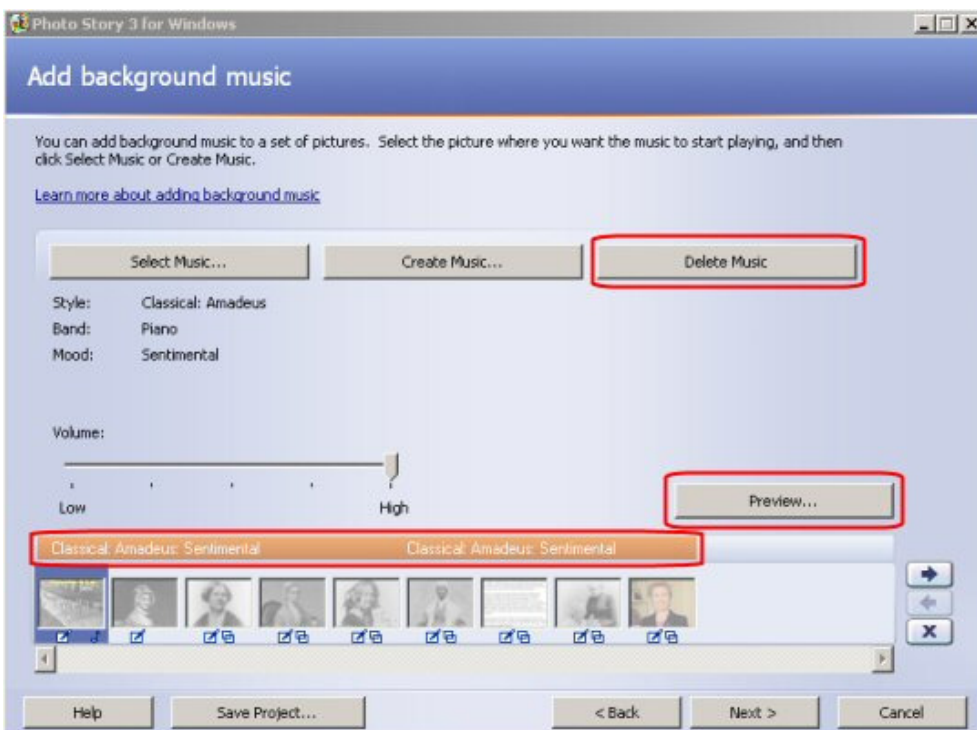 Photo Story 3 for Windows
Add background music
You can add background music to a set of pictures. Select the picture where you want the music to start playing, and then
click Select Music or Create Music.
Learn more about adding background music
Select Music... Create Music... Delete Music
Style: Classical: Amadeus
Band: Piano
Mood: Sentimental
Volume:
Low High
Preview...
Classical: Amadeus: Sentimental Classical: Amadeus: Sentimental
Help Save Project... < Back Next > Cancel